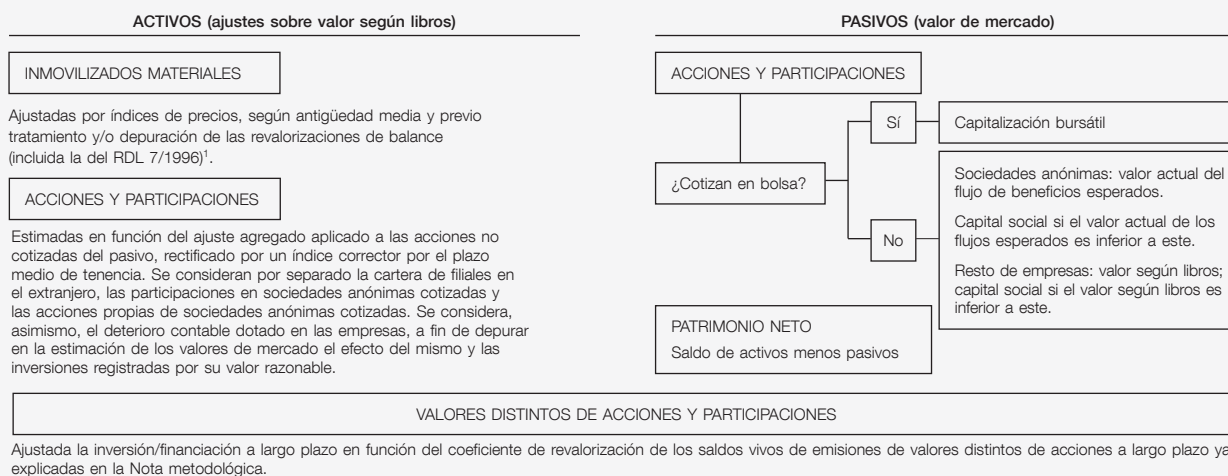 ACTIVOS (ajustes sobre valor según libros)
INMOVILIZADOS MATERIALES
Ajustadas por índices de precios, según antigüedad media y previo
tratamiento y/o depuración de las revalorizaciones de balance
(incluida la del RDL 7/1996)¹.
ACCIONES Y PARTICIPACIONES
Estimadas en función del ajuste agregado aplicado a las acciones no
cotizadas del pasivo, rectificado por un índice corrector por el plazo
medio de tenencia. Se consideran por separado la cartera de filiales en
el extranjero, las participaciones en sociedades anónimas cotizadas y
las acciones propias de sociedades anónimas cotizadas. Se considera,
asimismo, el deterioro contable dotado en las empresas, a fin de depurar
en la estimación de los valores de mercado el efecto del mismo y las
inversiones registradas por su valor razonable.
PASIVOS (valor de mercado)
ACCIONES Y PARTICIPACIONES
¿Cotizan en bolsa?
Sí
Capitalización bursátil
No
Sociedades anónimas: valor actual del
flujo de beneficios esperados.
Capital social si el valor actual de los
flujos esperados es inferior a este.
Resto de empresas: valor según libros;
capital social si el valor según libros es
inferior a este.
PATRIMONIO NETO
Saldo de activos menos pasivos
VALORES DISTINTOS DE ACCIONES Y PARTICIPACIONES
Ajustada la inversión/financiación a largo plazo en función del coeficiente de revalorización de los saldos vivos de emisiones de valores distintos de acciones a largo plazo ya
explicadas en la Nota metodológica.